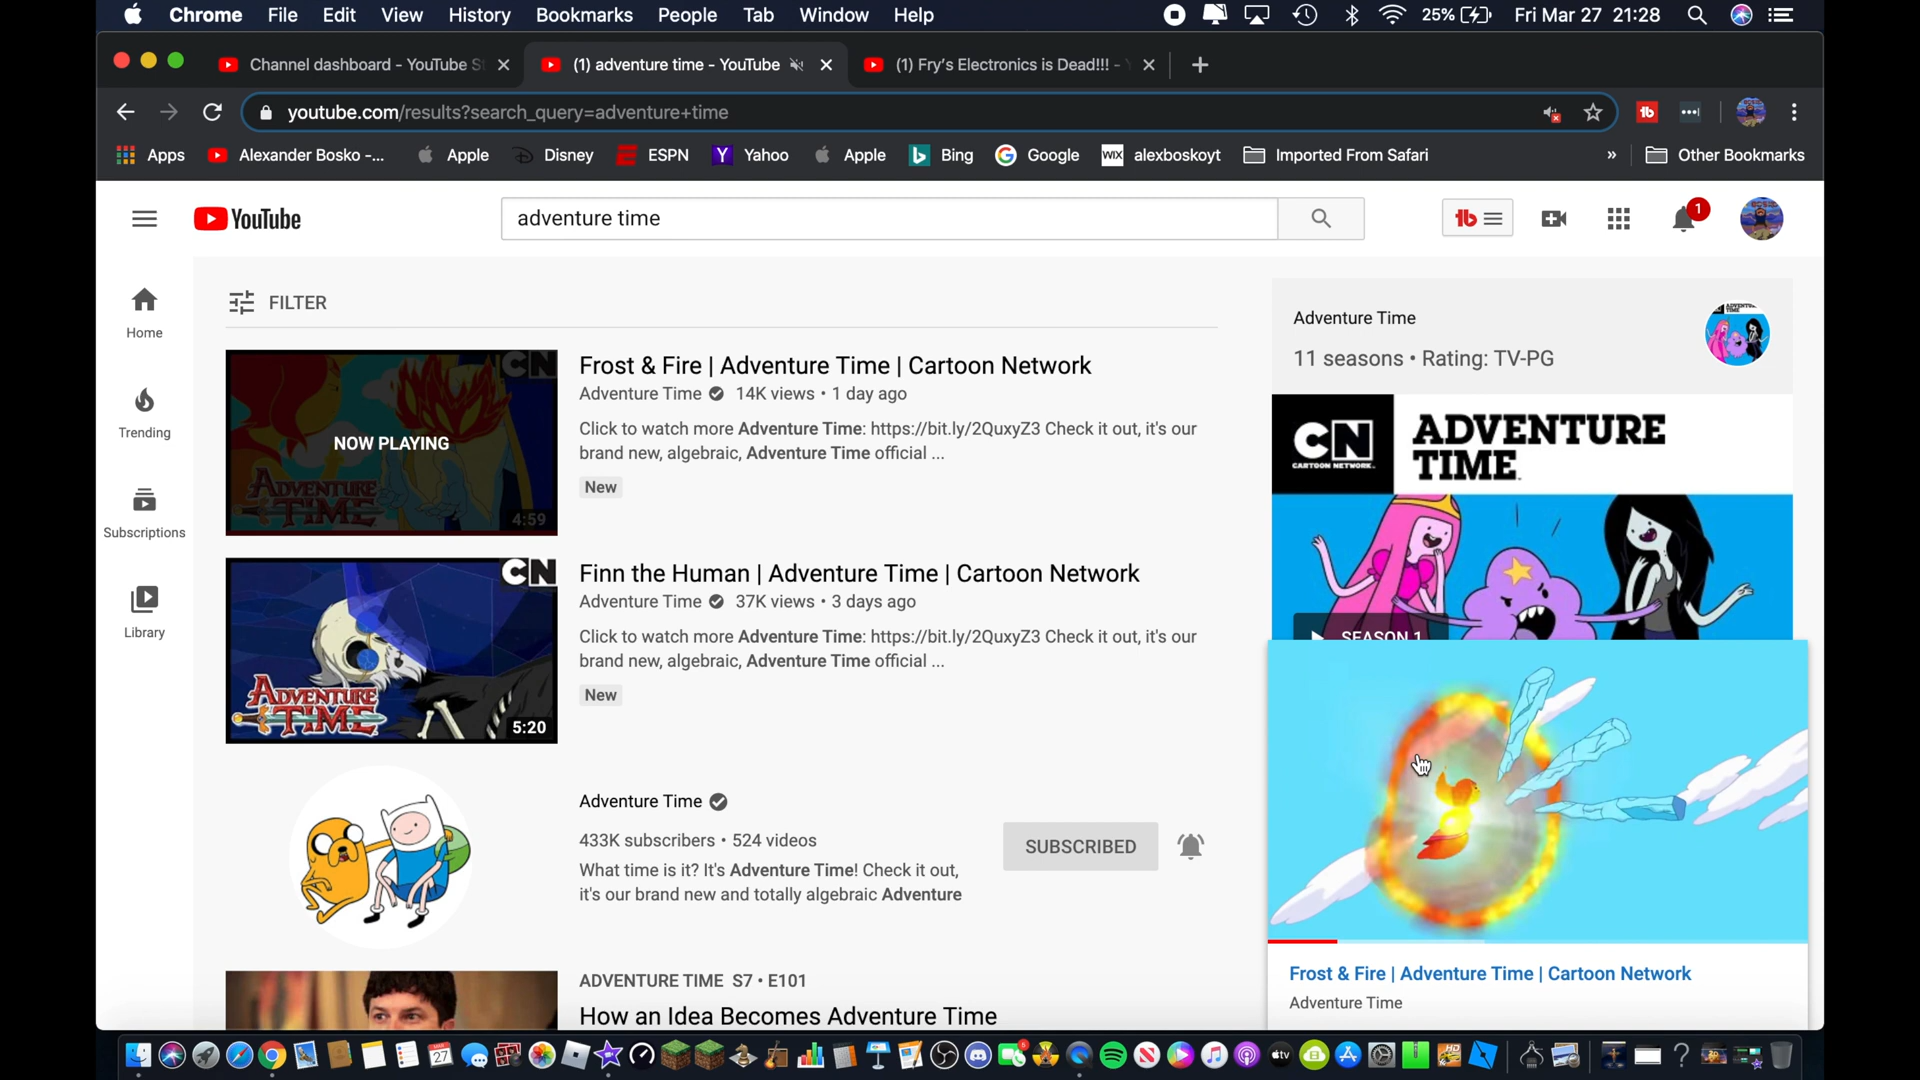 Chrome File Edit View History Bookmarks People Tab Window Help 25% Fri Mar 27 21:28
Channel dashboard - YouTube S (1) adventure time - YouTube (1) Fry's Electronics is Dead!!! -
youtube.com/results?search_query=adventure+time
Apps Alexander Bosko -... Apple Disney ESPN Yahoo Apple Bing Google WIX alexboskoyt Imported From Safari » Other Bookmarks
YouTube adventure time 1
FILTER
Home
Trending
Subscriptions
Library
NOW PLAYING
CN
ADVENTURE TIME
4:59
Frost & Fire | Adventure Time | Cartoon Network
Adventure Time 14K views • 1 day ago
Click to watch more Adventure Time: https://bit.ly/2QuxyZ3 Check it out, it's our
brand new, algebraic, Adventure Time official ...
New
CN
ADVENTURE TIME
5:20
Finn the Human | Adventure Time | Cartoon Network
Adventure Time 37K views • 3 days ago
Click to watch more Adventure Time: https://bit.ly/2QuxyZ3 Check it out, it's our
brand new, algebraic, Adventure Time official ...
New
Adventure Time
433K subscribers • 524 videos
What time is it? It's Adventure Time! Check it out,
it's our brand new and totally algebraic Adventure
SUBSCRIBED
ADVENTURE TIME S7 • E101
How an Idea Becomes Adventure Time
Adventure Time
11 seasons • Rating: TV-PG
CN
CARTOON NETWORK
ADVENTURE
TIME
SEASON 1
Frost & Fire | Adventure Time | Cartoon Network
Adventure Time